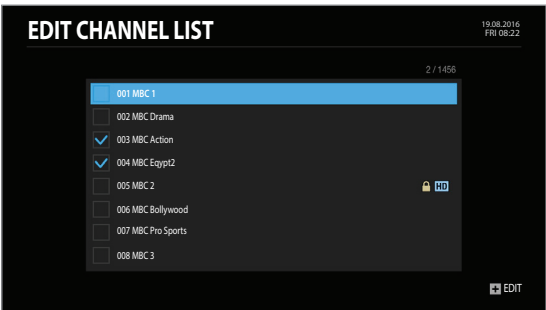 EDIT CHANNEL LIST
19.08.2016
FRI 08:22
2 / 1456
001 MBC 1
002 MBC Drama
003 MBC Action
004 MBC Eqypt2
005 MBC 2
HD
006 MBC Bollywood
007 MBC Pro Sports
008 MBC 3
EDIT